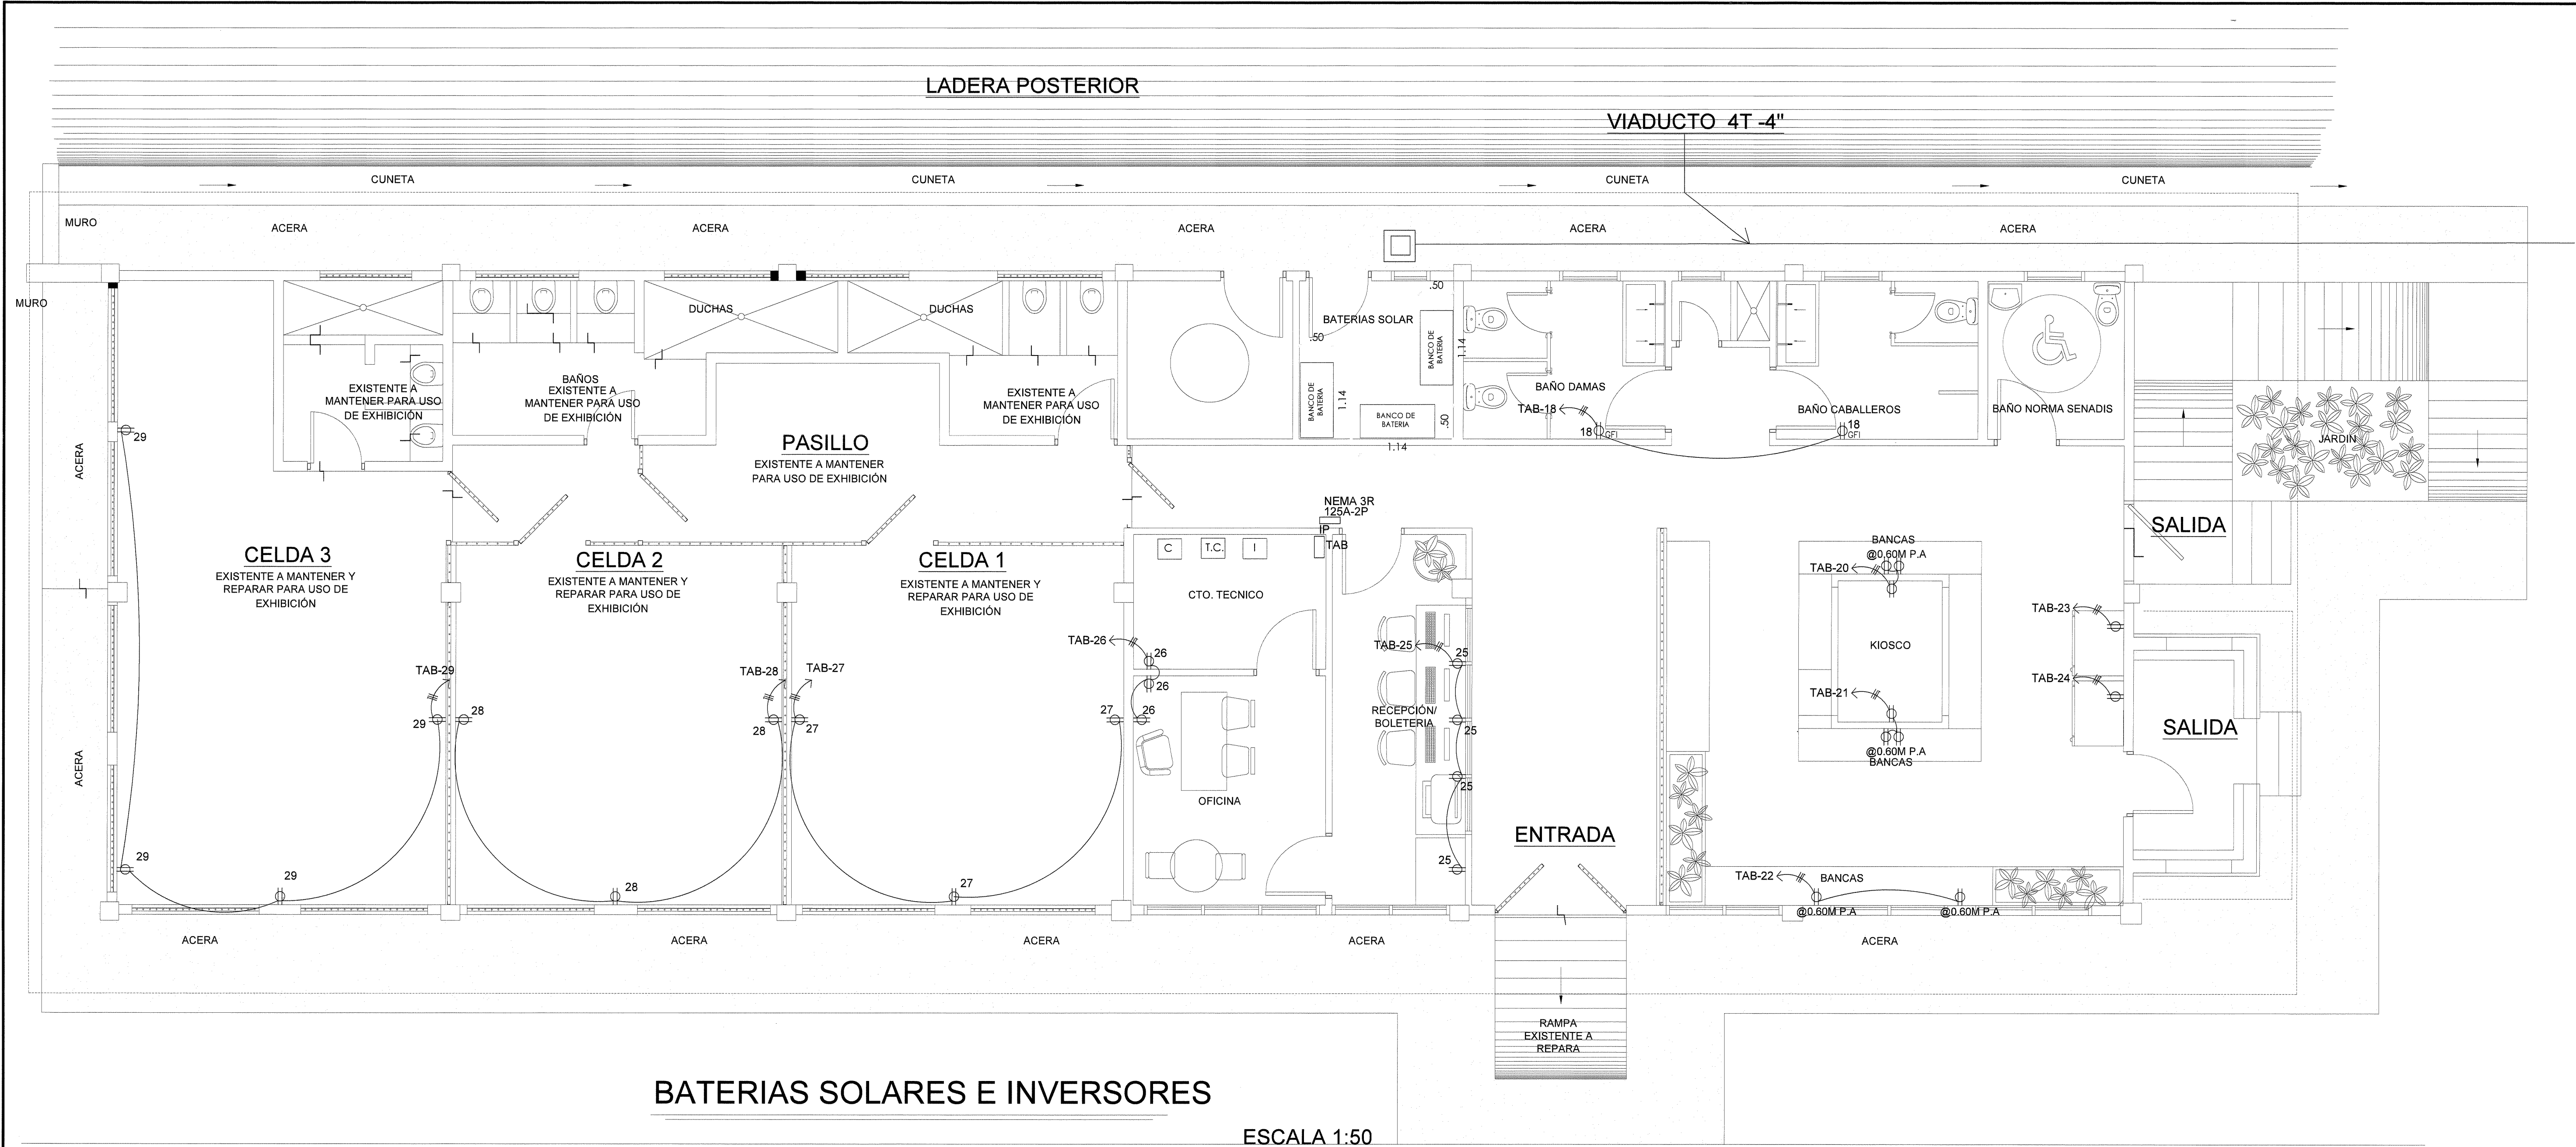 LADERA POSTERIOR
VIADUCTO 4T -4"
CUNETA
CUNETA
CUNETA
CUNETA
MURO
ACERA
ACERA
ACERA
ACERA
ACERA
MURO
DUCHAS
DUCHAS
BATERIAS SOLAR
.50
.50
BANCO DE
BATERIA
1.14
BANCO DE
BATERIA
1.14
BANCO DE
BATERIA
.50
1.14
EXISTENTE A
MANTENER PARA USO
DE EXHIBICIÓN
BAÑOS
EXISTENTE A
MANTENER PARA USO
DE EXHIBICIÓN
EXISTENTE A
MANTENER PARA USO
DE EXHIBICIÓN
BAÑO DAMAS
TAB-18
18
GFI
BAÑO CABALLEROS
18
GFI
BAÑO NORMA SENADIS
JARDIN
29
ACERA
PASILLO
EXISTENTE A MANTENER
PARA USO DE EXHIBICIÓN
NEMA 3R
125A-2P
IP
TAB
SALIDA
CELDA 3
EXISTENTE A MANTENER Y
REPARAR PARA USO DE
EXHIBICIÓN
CELDA 2
EXISTENTE A MANTENER Y
REPARAR PARA USO DE
EXHIBICIÓN
CELDA 1
EXISTENTE A MANTENER Y
REPARAR PARA USO DE
EXHIBICIÓN
C
T.C.
I
CTO. TECNICO
BANCAS
@0.60M P.A
TAB-20
KIOSCO
TAB-21
@0.60M P.A
BANCAS
TAB-23
TAB-24
TAB-26
26
26
26
TAB-25
25
25
25
25
RECEPCIÓN/
BOLETERIA
TAB-29
29
28
TAB-28
28
TAB-27
27
27
OFICINA
SALIDA
ACERA
ENTRADA
29
29
28
27
TAB-22
BANCAS
@0.60M P.A
@0.60M P.A
ACERA
ACERA
ACERA
ACERA
ACERA
RAMPA
EXISTENTE A
REPARA
BATERIAS SOLARES E INVERSORES
ESCALA 1:50